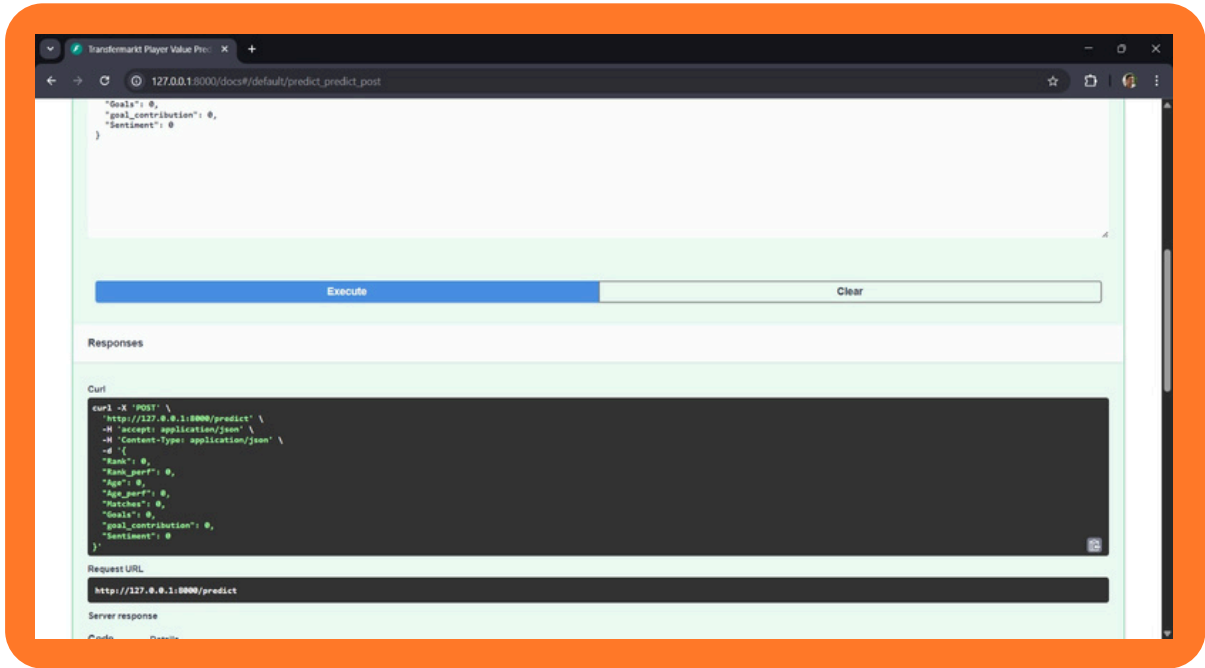 Transfermarkt Player Value Pred
127.0.0.1:8000/docs#/default/predict_predict_post
"Goals": 0,
"goal_contribution": 0,
"Sentiment": 0
}
Execute
Clear
Responses
Curl
curl -X 'POST' \
'http://127.0.0.1:8000/predict' \
-H 'accept: application/json' \
-H 'Content-Type: application/json' \
-d '{
"Rank": 0,
"Rank_perf": 0,
"Age": 0,
"Age_perf": 0,
"Matches": 0,
"Goals": 0,
"goal_contribution": 0,
"Sentiment": 0
}'
Request URL
http://127.0.0.1:8000/predict
Server response
Code Details